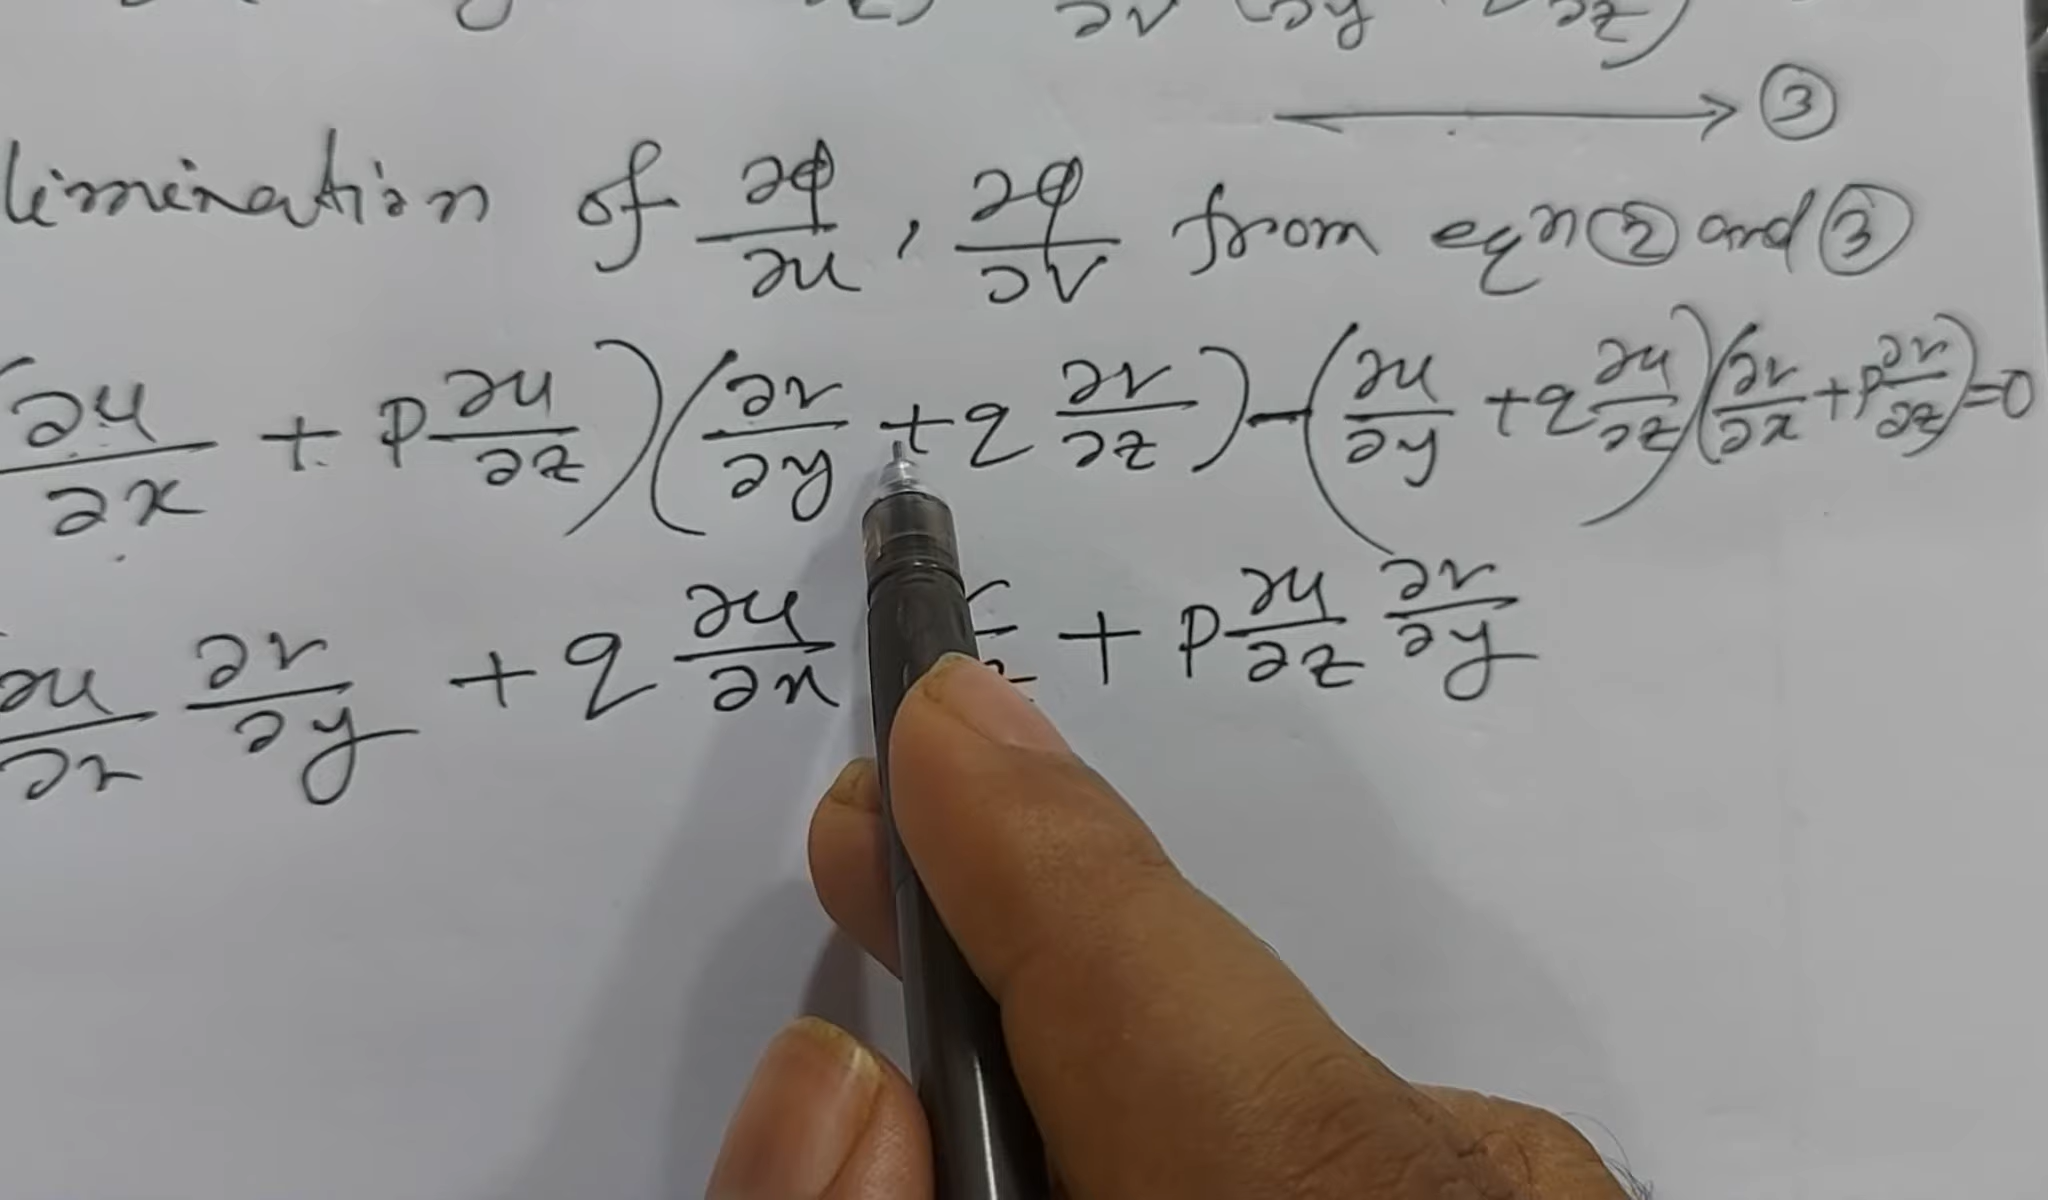 ∂v (∂y ∂z)
→ ③
limination of ∂φ/∂u , ∂φ/∂v from eqn ② and ③
∂u/∂x + p ∂u/∂z) (∂v/∂y + q ∂v/∂z) - (∂u/∂y + q ∂u/∂z) (∂v/∂x + p ∂v/∂z) = 0
∂u/∂x ∂v/∂y + q ∂u/∂x + p ∂u/∂z ∂v/∂y